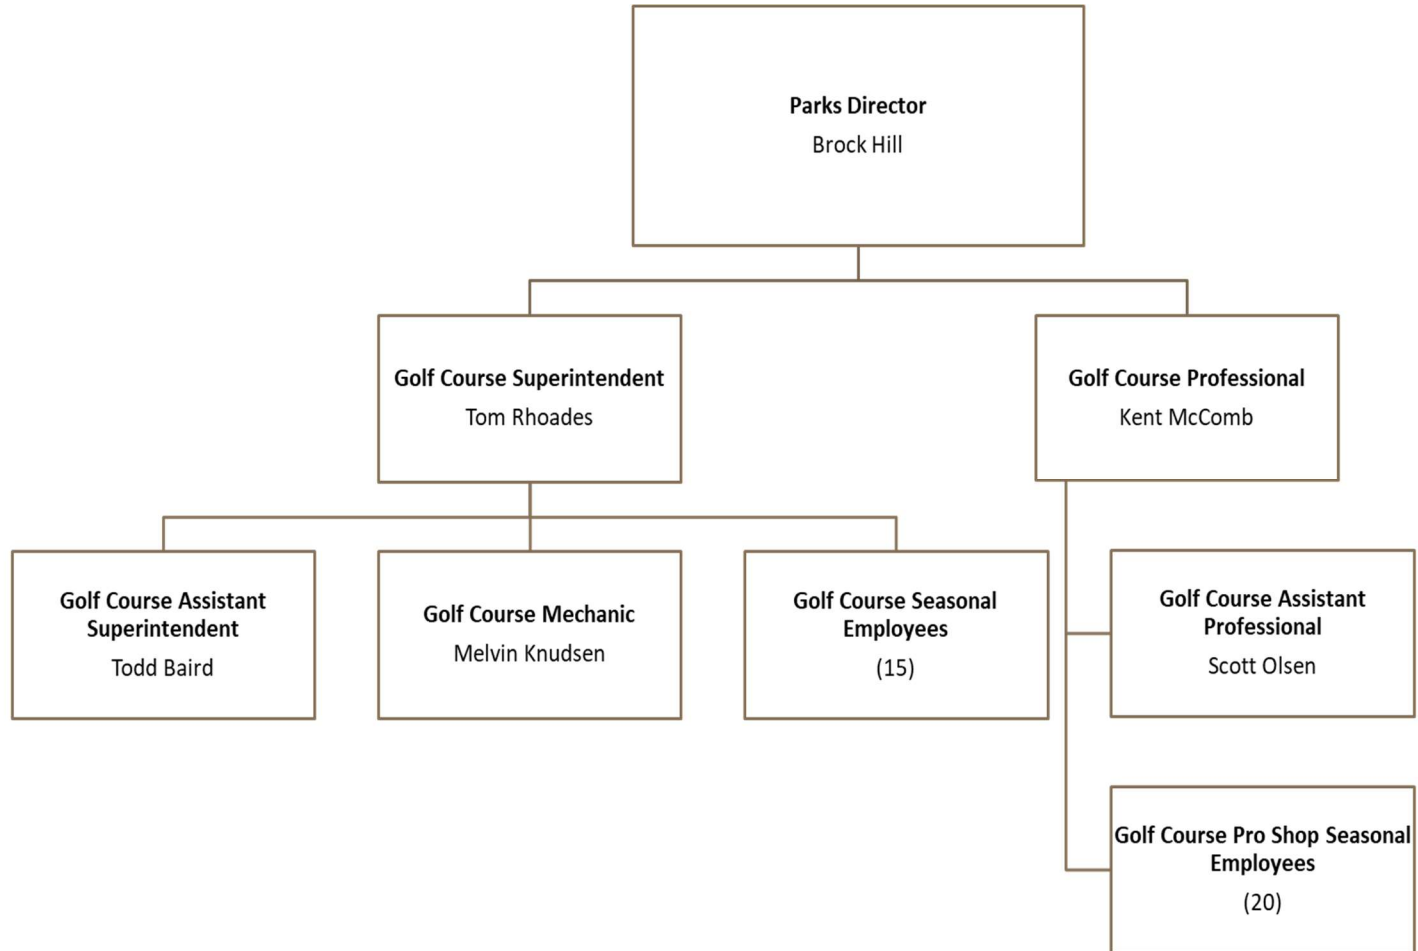 Parks Director
Brock Hill
Golf Course Superintendent
Tom Rhoades
Golf Course Professional
Kent McComb
Golf Course Assistant
Superintendent
Todd Baird
Golf Course Mechanic
Melvin Knudsen
Golf Course Seasonal
Employees
(15)
Golf Course Assistant
Professional
Scott Olsen
Golf Course Pro Shop Seasonal
Employees
(20)